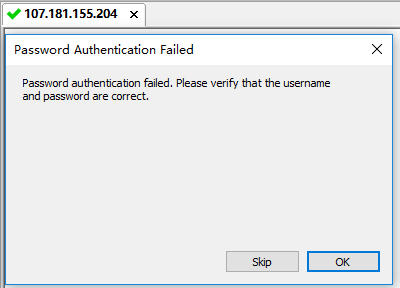 107.181.155.204
Password Authentication Failed
Password authentication failed. Please verify that the username
and password are correct.
Skip
OK